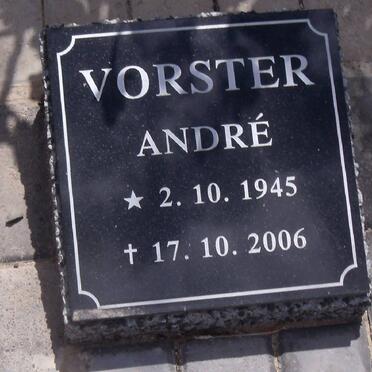 VORSTER
ANDRÉ
★ 2. 10. 1945
✝ 17. 10. 2006